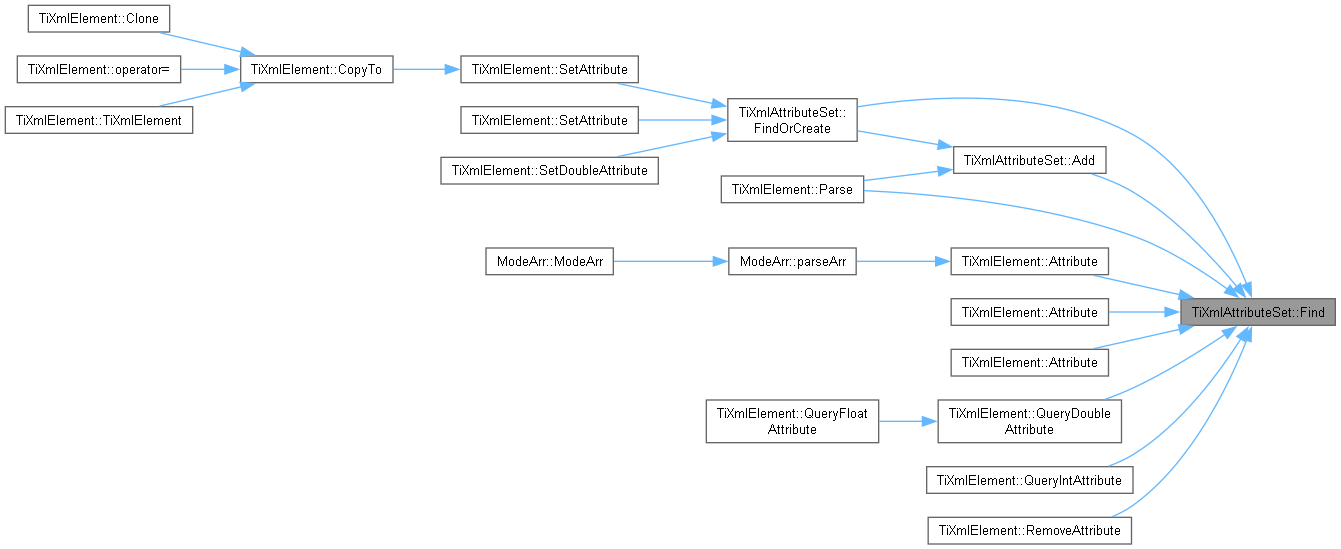 TiXmlElement::Clone
TiXmlElement::operator=
TiXmlElement::CopyTo
TiXmlElement::SetAttribute
TiXmlAttributeSet::
FindOrCreate
TiXmlElement::TiXmlElement
TiXmlElement::SetAttribute
TiXmlElement::SetDoubleAttribute
TiXmlAttributeSet::Add
TiXmlElement::Parse
ModeArr::ModeArr
ModeArr::parseArr
TiXmlElement::Attribute
TiXmlElement::Attribute
TiXmlAttributeSet::Find
TiXmlElement::Attribute
TiXmlElement::QueryFloat
Attribute
TiXmlElement::QueryDouble
Attribute
TiXmlElement::QueryIntAttribute
TiXmlElement::RemoveAttribute